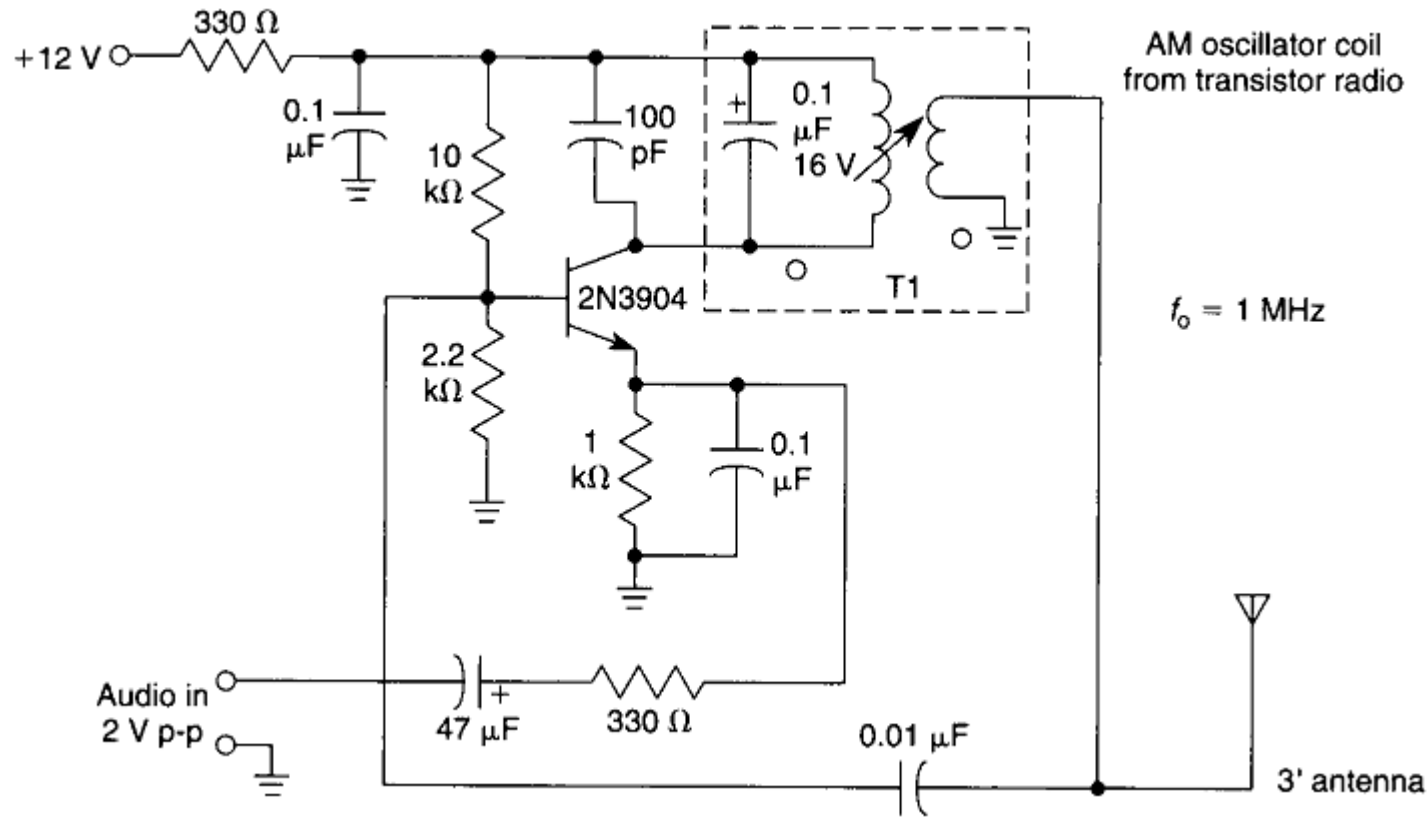 330 Ω
+12 V
AM oscillator coil
from transistor radio
0.1
μF
10
kΩ
100
pF
+
0.1
μF
16 V
2N3904
T1
fo = 1 MHz
2.2
kΩ
1
kΩ
0.1
μF
Audio in
2 V p-p
+
47 μF
330 Ω
0.01 μF
3' antenna